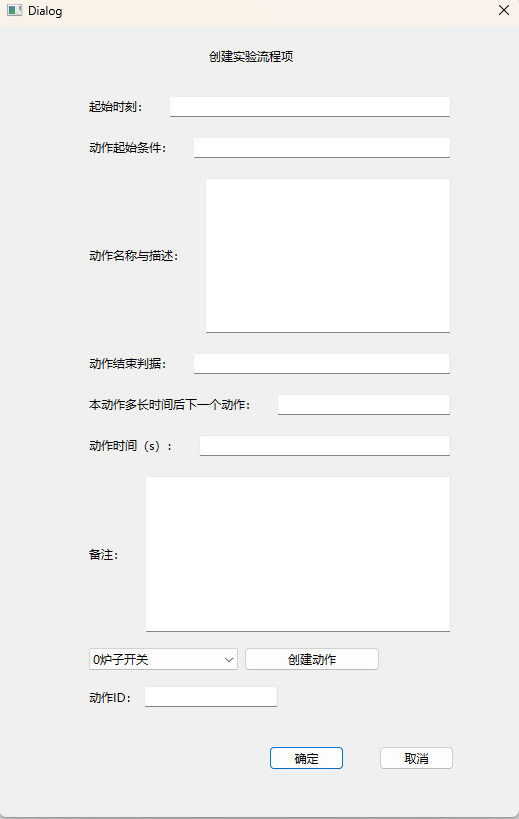 Dialog
创建实验流程项
起始时刻：
动作起始条件：
动作名称与描述：
动作结束判据：
本动作多长时间后下一个动作：
动作时间（s）：
备注：
0炉子开关 创建动作
动作ID：
确定 取消